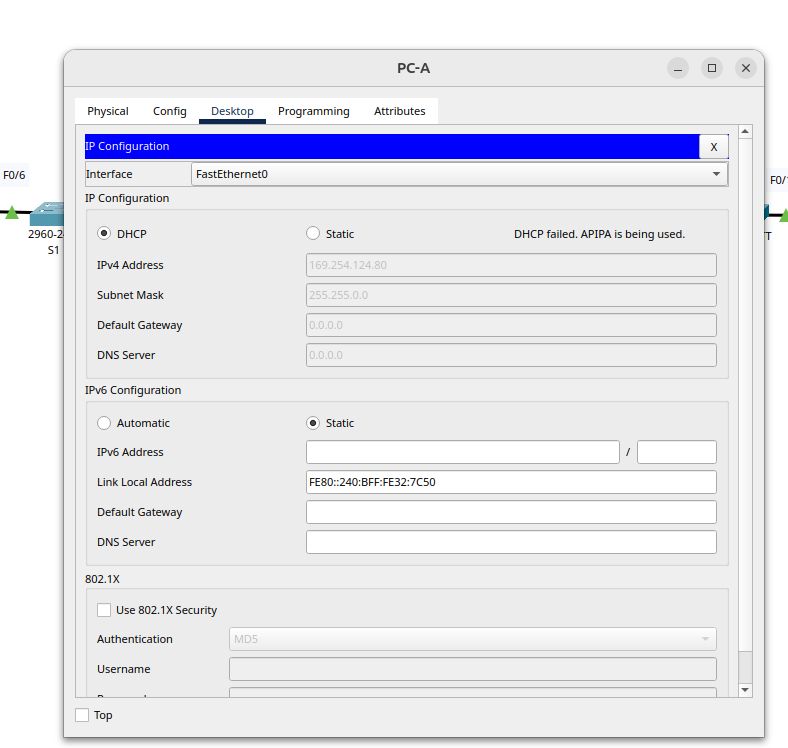 PC-A
Physical Config Desktop Programming Attributes
IP Configuration X
Interface FastEthernet0
IP Configuration
DHCP Static DHCP failed. APIPA is being used.
IPv4 Address 169.254.124.80
Subnet Mask 255.255.0.0
Default Gateway 0.0.0.0
DNS Server 0.0.0.0
IPv6 Configuration
Automatic Static
IPv6 Address /
Link Local Address FE80::240:BFF:FE32:7C50
Default Gateway
DNS Server
802.1X
Use 802.1X Security
Authentication MD5
Username
Top
F0/6
2960-2
S1
F0/
T